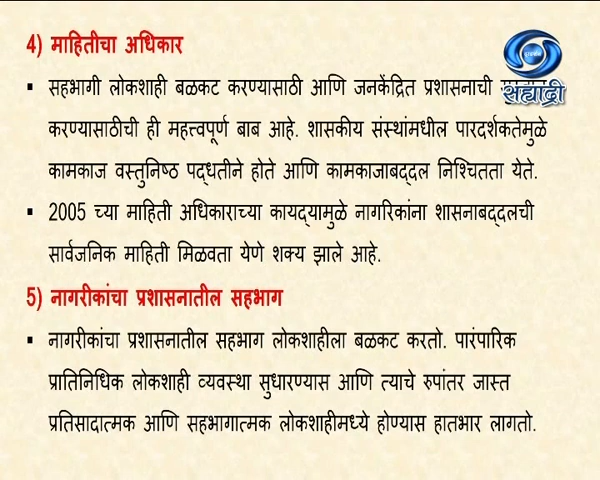 4) माहितीचा अधिकार
▪ सहभागी लोकशाही बळकट करण्यासाठी आणि जनकेंद्रित प्रशासनाची
करण्यासाठीची ही महत्त्वपूर्ण बाब आहे. शासकीय संस्थांमधील पारदर्शकतेमुळे
कामकाज वस्तुनिष्ठ पद्धतीने होते आणि कामकाजाबद्दल निश्चितता येते.
▪ 2005 च्या माहिती अधिकाराच्या कायद्यामुळे नागरिकांना शासनाबद्दलची
सार्वजनिक माहिती मिळवता येणे शक्य झाले आहे.
5) नागरीकांचा प्रशासनातील सहभाग
▪ नागरीकांचा प्रशासनातील सहभाग लोकशाहीला बळकट करतो. पारंपारिक
प्रातिनिधिक लोकशाही व्यवस्था सुधारण्यास आणि त्याचे रुपांतर जास्त
प्रतिसादात्मक आणि सहभागात्मक लोकशाहीमध्ये होण्यास हातभार लागतो.
सह्याद्री